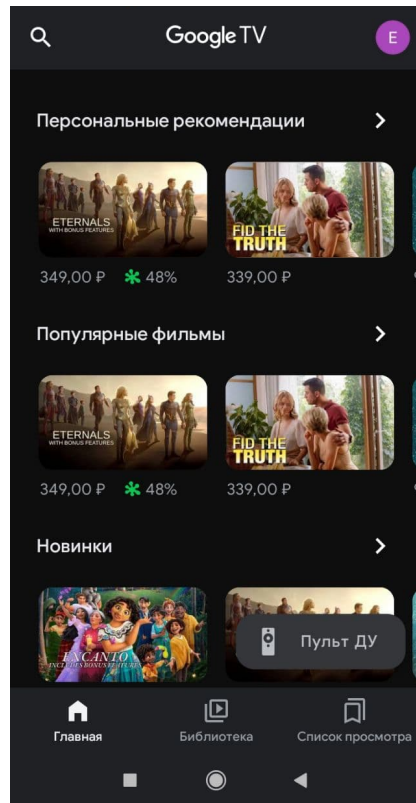 Google TV
E
Персональные рекомендации
ETERNALS
WITH BONUS FEATURES
FID THE
TRUTH
349,00 ₽ 48% 339,00 ₽
Популярные фильмы
ETERNALS
WITH BONUS FEATURES
FID THE
TRUTH
349,00 ₽ 48% 339,00 ₽
Новинки
ENCANTO
INCLUDES BONUS FEATURES
Пульт ДУ
Главная Библиотека Список просмотра